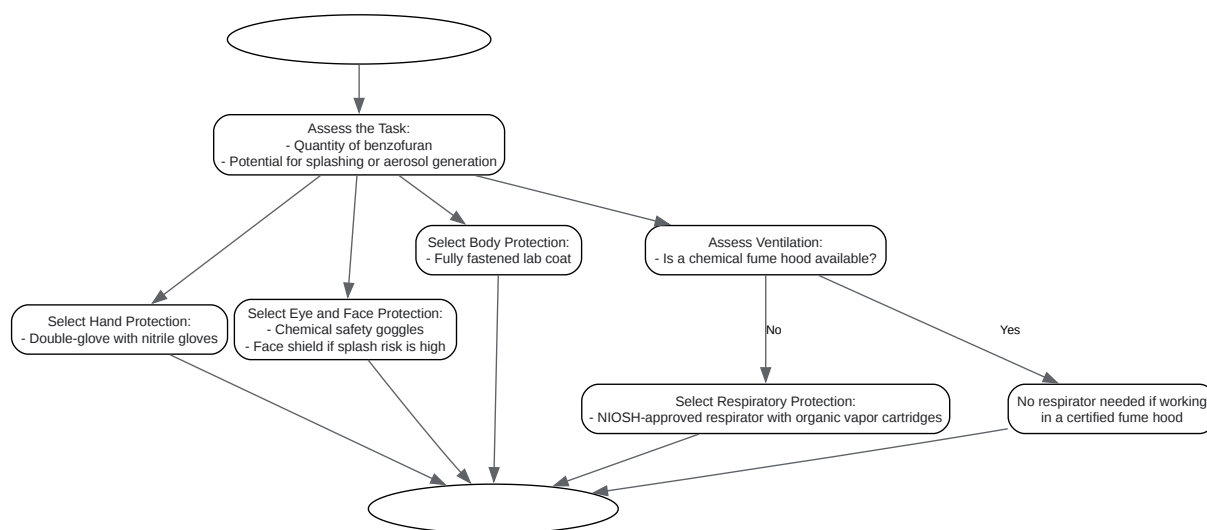 Assess the Task:
- Quantity of benzofuran
- Potential for splashing or aerosol generation
Select Body Protection:
- Fully fastened lab coat
Assess Ventilation:
- Is a chemical fume hood available?
Select Hand Protection:
- Double-glove with nitrile gloves
Select Eye and Face Protection:
- Chemical safety goggles
- Face shield if splash risk is high
No
Yes
Select Respiratory Protection:
- NIOSH-approved respirator with organic vapor cartridges
No respirator needed if working
in a certified fume hood